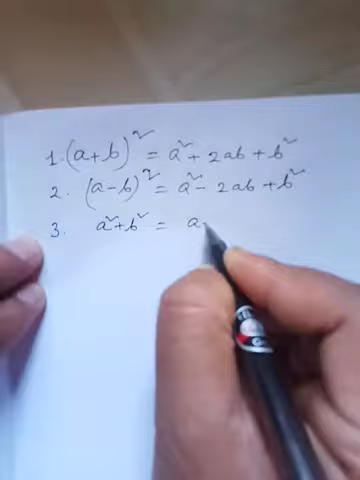 1. (a+b)² = a² + 2ab + b²
2. (a-b)² = a² - 2ab + b²
3. a² + b² = a